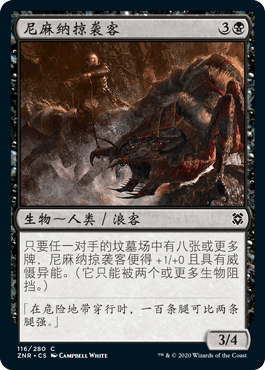 尼麻纳掠袭客 3
生物～人类／浪客
只要任一对手的坟墓场中有八张或更多
牌，尼麻纳掠袭客便得+1/+0且具有威
慑异能。（它只能被两个或更多生物阻
挡。）
「在危险地带穿行时，一百条腿可比两条
腿强。」
3/4
116/280 C
ZNR • CS CAMPBELL WHITE
™ & © 2020 Wizards of the Coast